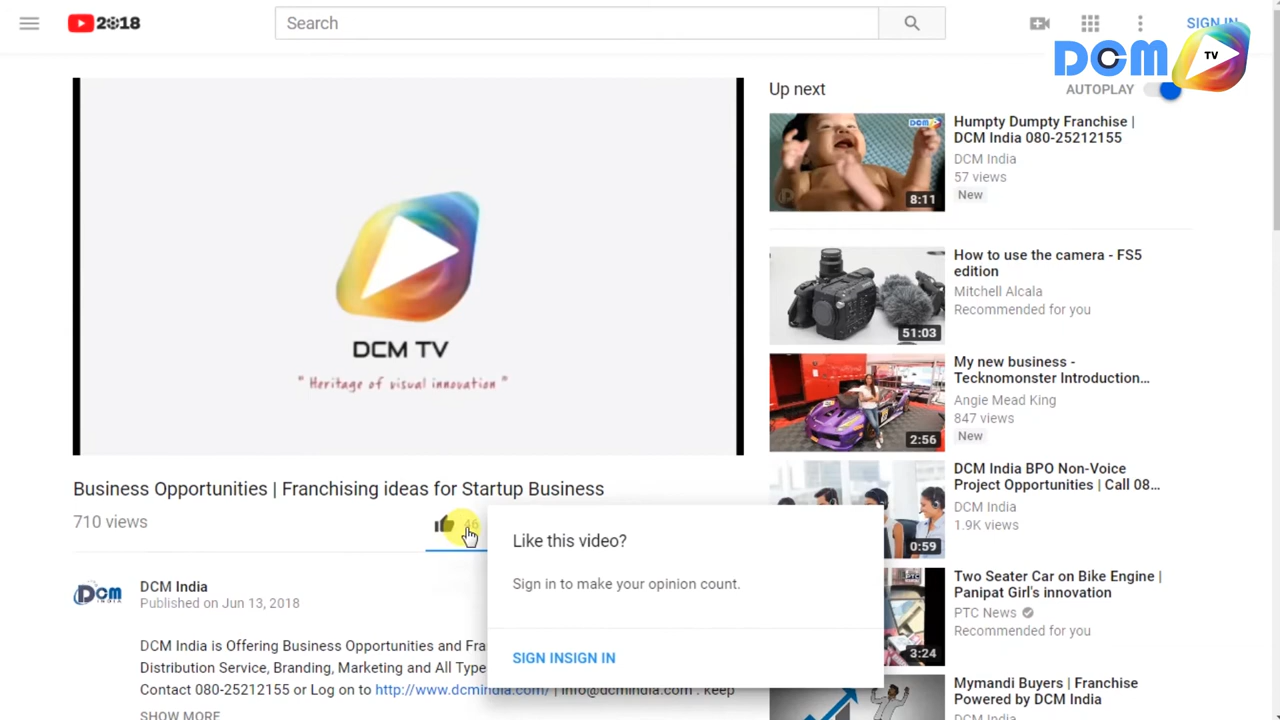 2018
Search
SIGN IN
DCM TV
Up next
AUTOPLAY
DCM TV
" Heritage of visual innovation "
DCM
8:11
Humpty Dumpty Franchise |
DCM India 080-25212155
DCM India
57 views
New
51:03
How to use the camera - FS5
edition
Mitchell Alcala
Recommended for you
2:56
My new business -
Tecknomonster Introduction...
Angie Mead King
847 views
New
0:59
DCM India BPO Non-Voice
Project Opportunities | Call 08...
DCM India
1.9K views
PTC
3:24
Two Seater Car on Bike Engine |
Panipat Girl's innovation
PTC News
Recommended for you
Mymandi Buyers | Franchise
Powered by DCM India
DCM India
Business Opportunities | Franchising ideas for Startup Business
710 views
46
Like this video?
Sign in to make your opinion count.
SIGN INSIGN IN
DCM
INDIA
DCM India
Published on Jun 13, 2018
DCM India is Offering Business Opportunities and Fra
Distribution Service, Branding, Marketing and All Type
Contact 080-25212155 or Log on to http://www.dcmindia.com/ | info@dcmindia.com . keep
SHOW MORE